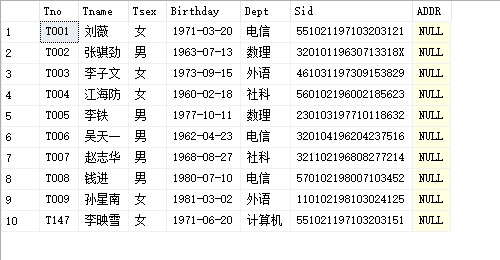 Tno Tname Tsex Birthday Dept Sid ADDR
1 T001 刘薇 女 1971-03-20 电信 551021197103203121 NULL
2 T002 张骐劲 男 1963-07-13 数理 32010119630713318X NULL
3 T003 李子文 女 1973-09-15 外语 461031197309153829 NULL
4 T004 江海防 女 1960-02-18 社科 560102196002185623 NULL
5 T005 李铁 男 1977-10-11 数理 230103197710118632 NULL
6 T006 吴天一 男 1962-04-23 电信 320104196204237516 NULL
7 T007 赵志华 男 1968-08-27 社科 321102196808277214 NULL
8 T008 钱进 男 1980-07-10 电信 570102198007103452 NULL
9 T009 孙星南 女 1981-03-02 外语 110102198103024125 NULL
10 T147 李映雪 女 1971-06-20 计算机 551021197103203151 NULL